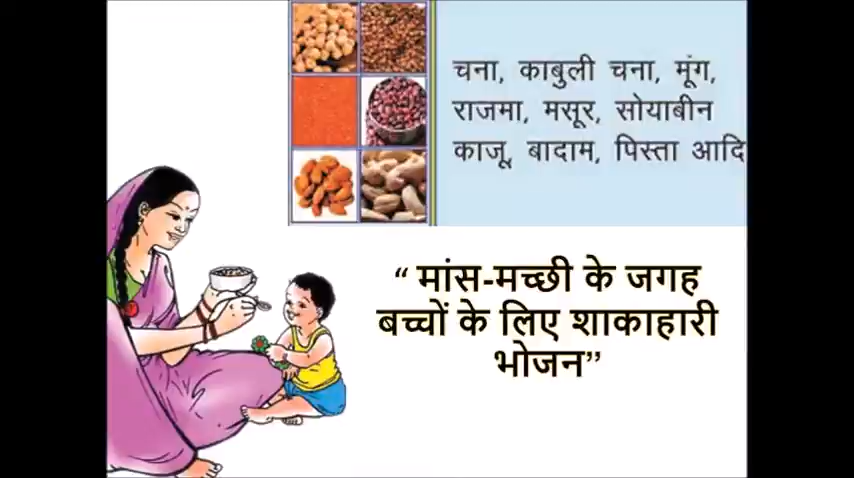 चना, काबुली चना, मूंग,
राजमा, मसूर, सोयाबीन
काजू, बादाम, पिस्ता आदि
“ मांस-मच्छी के जगह
बच्चों के लिए शाकाहारी
भोजन”